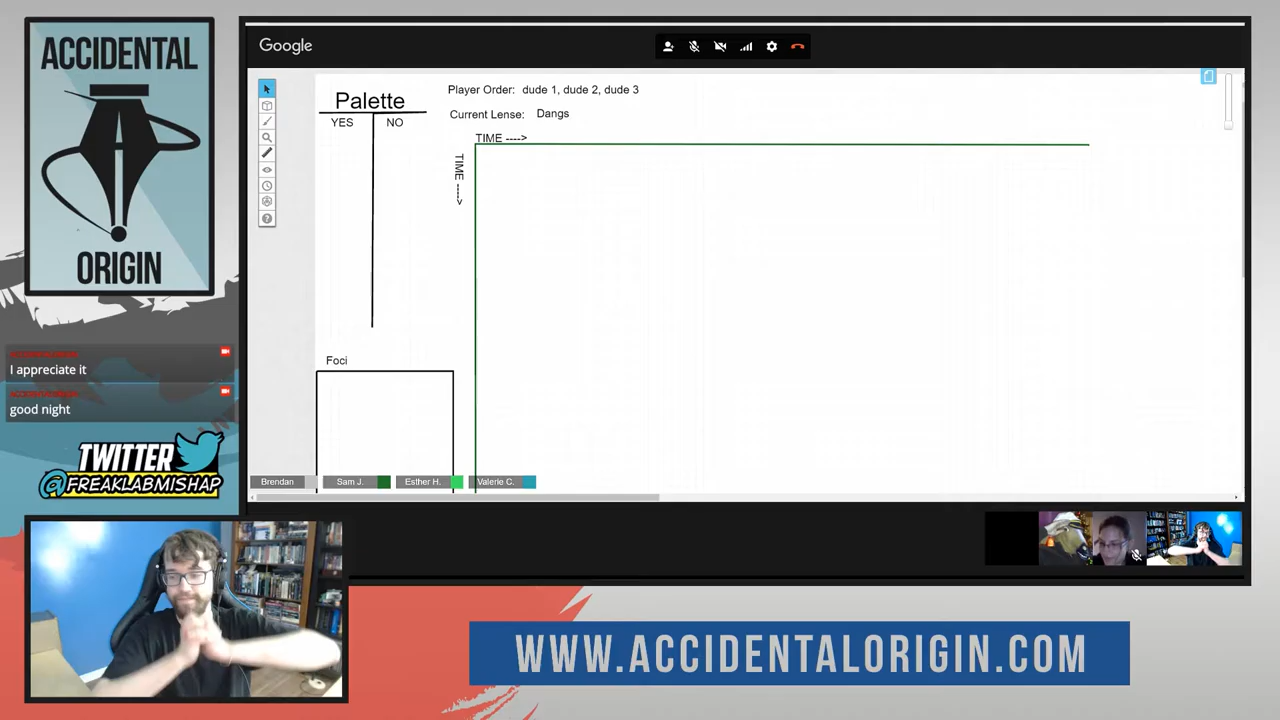 ACCIDENTAL
ORIGIN
Google
Palette
YES NO
Player Order: dude 1, dude 2, dude 3
Current Lense: Dangs
TIME ---->
TIME ---->
Foci
I appreciate it
good night
TWITTER
@FREAKLABMISHAP
Brendan
Sam J.
Esther H.
Valerie C.
WWW.ACCIDENTALORIGIN.COM